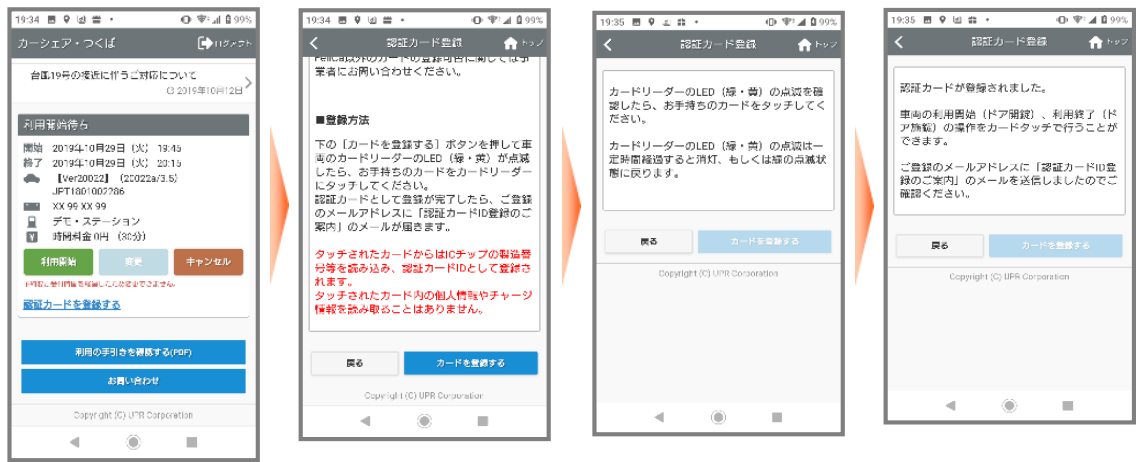 19:34
99%
カーシェア・つくば
ログアウト
台風19号の接近に伴うご対応について
2019年10月12日
利用開始待ち
開始 2019年10月29日（火） 19:45
終了 2019年10月29日（火） 20:15
【Ver20022】（20022a/3.5）
JPT1801002286
XX 99 XX 99
デモ・ステーション
時間料金 0円 （30分）
利用開始
変更
キャンセル
認証カードを登録する
利用の手引きを確認する(PDF)
お問い合わせ
Copyright (C) UPR Corporation
19:34
99%
認証カード登録
トップ
FeliCa以外のカードの登録可否に関しては事
業者にお問い合わせください。
■登録方法
下の［カードを登録する］ボタンを押して車
両のカードリーダーのLED（緑・黄）が点滅
したら、お手持ちのカードをカードリーダー
にタッチしてください。
認証カードとして登録が完了したら、ご登録
のメールアドレスに「認証カードID登録のご
案内」のメールが届きます。
タッチされたカードからはICチップの製造番
号等を読み込み、認証カードIDとして登録さ
れます。
タッチされたカード内の個人情報やチャージ
情報を読み取ることはありません。
戻る
カードを登録する
Copyright (C) UPR Corporation
19:35
99%
認証カード登録
トップ
カードリーダーのLED（緑・黄）の点滅を確
認したら、お手持ちのカードをタッチしてく
ださい。
カードリーダーのLED（緑・黄）の点滅は一
定時間経過すると消灯、もしくは緑の点滅状
態に戻ります。
戻る
カードを登録する
Copyright (C) UPR Corporation
19:35
99%
認証カード登録
トップ
認証カードが登録されました。
車両の利用開始（ドア開錠）、利用終了（ド
ア施錠）の操作をカードタッチで行うことが
できます。
ご登録のメールアドレスに「認証カードID登
録のご案内」のメールを送信しましたのでご
確認ください。
戻る
カードを登録する
Copyright (C) UPR Corporation